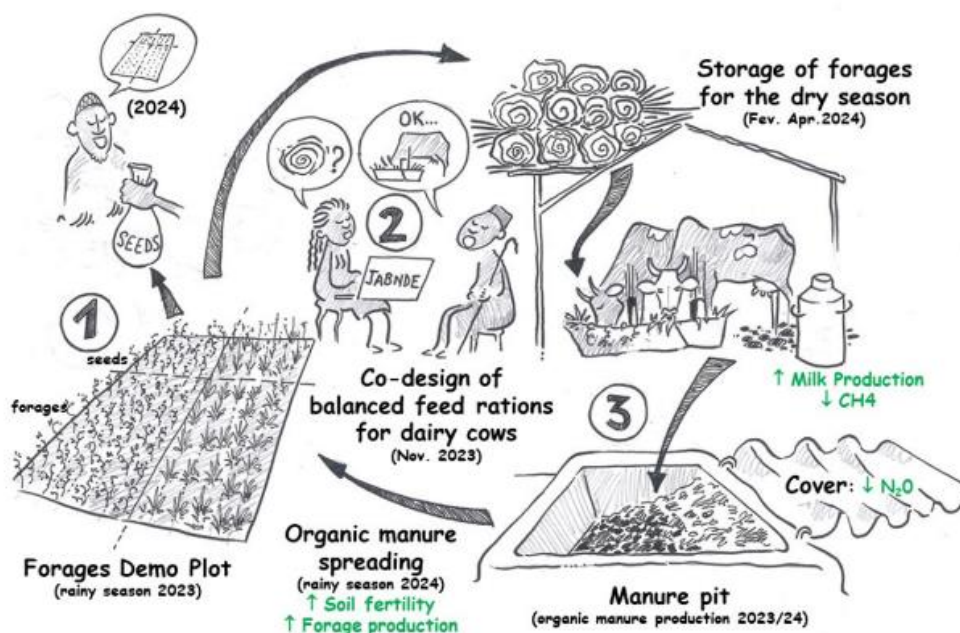 (2024)
SEEDS
1
seeds
forages
Forages Demo Plot
(rainy season 2023)
?
OK...
2
JABNDE
Co-design of
balanced feed rations
for dairy cows
(Nov. 2023)
Storage of forages
for the dry season
(Fev. Apr.2024)
↑ Milk Production
↓ CH4
3
Cover: ↓ N₂0
Manure pit
(organic manure production 2023/24)
Organic manure
spreading
(rainy season 2024)
↑ Soil fertility
↑ Forage production